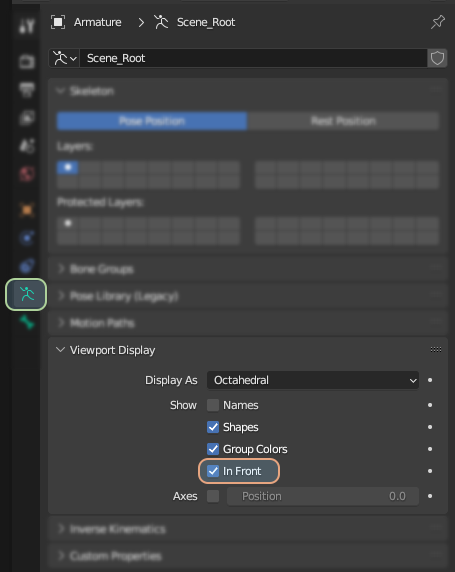 Armature > Scene_Root
Scene_Root
Skeleton
Pose Position Rest Position
Layers:
Protected Layers:
Bone Groups
Pose Library (Legacy)
Motion Paths
Viewport Display
Display As Octahedral
Show Names
Shapes
Group Colors
In Front
Axes Position 0.0
Inverse Kinematics
Custom Properties